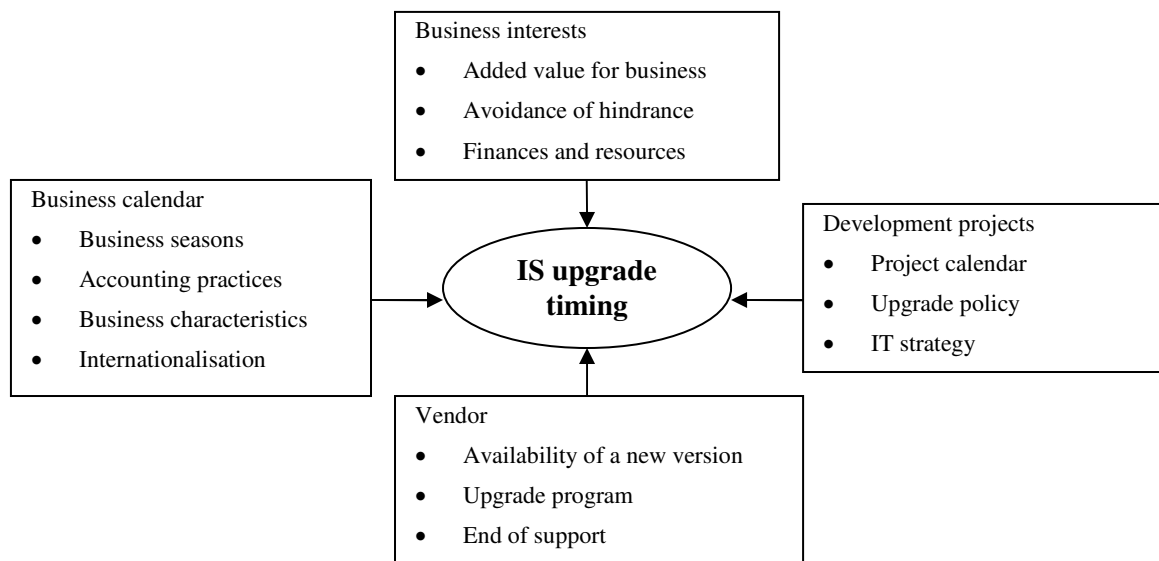 Business interests
• Added value for business
• Avoidance of hindrance
• Finances and resources
Business calendar
• Business seasons
• Accounting practices
• Business characteristics
• Internationalisation
IS upgrade
timing
Development projects
• Project calendar
• Upgrade policy
• IT strategy
Vendor
• Availability of a new version
• Upgrade program
• End of support